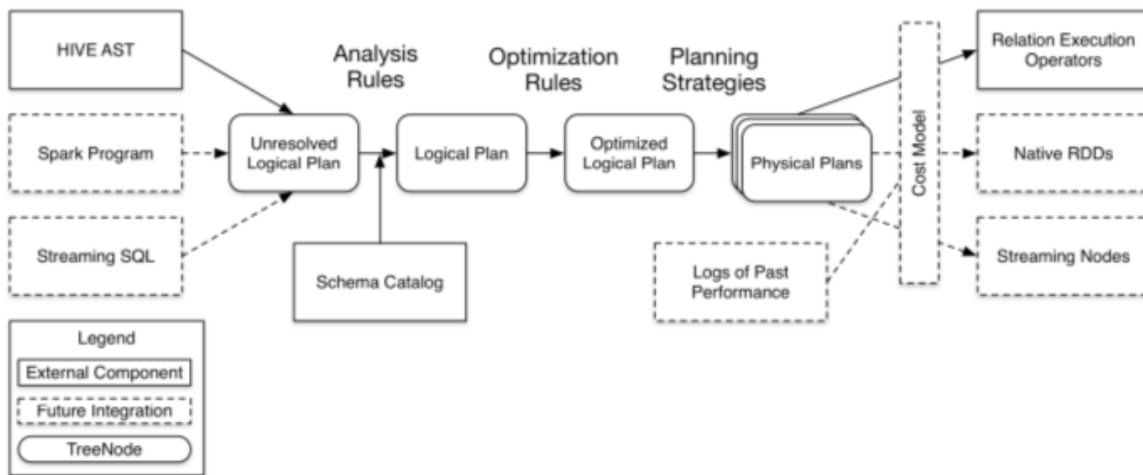 HIVE AST
Spark Program
Streaming SQL
Analysis
Rules
Optimization
Rules
Planning
Strategies
Unresolved
Logical Plan
Logical Plan
Optimized
Logical Plan
Physical Plans
Schema Catalog
Logs of Past
Performance
Cost Model
Relation Execution
Operators
Native RDDs
Streaming Nodes
Legend
External Component
Future Integration
TreeNode